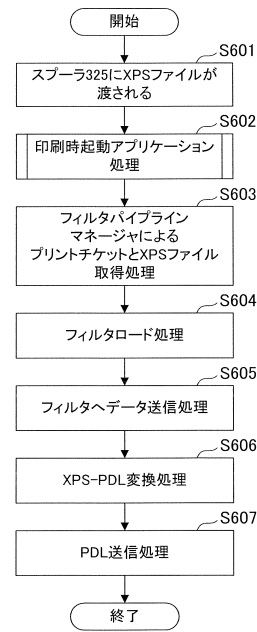 開始
S601
スプーラ325にXPSファイルが
渡される
S602
印刷時起動アプリケーション
処理
S603
フィルタパイプライン
マネージャによる
プリントチケットとXPSファイル
取得処理
S604
フィルタロード処理
S605
フィルタへデータ送信処理
S606
XPS-PDL変換処理
S607
PDL送信処理
終了